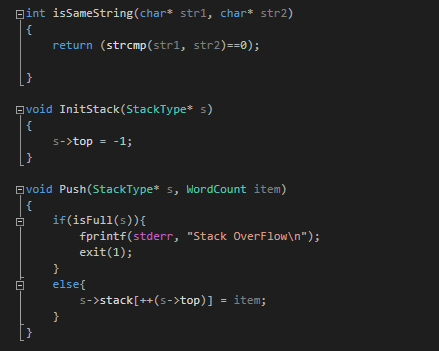 int isSameString(char* str1, char* str2)
{
return (strcmp(str1, str2)==0);
}
void InitStack(StackType* s)
{
s->top = -1;
}
void Push(StackType* s, WordCount item)
{
if(isFull(s)){
fprintf(stderr, "Stack OverFlow\n");
exit(1);
}
else{
s->stack[++(s->top)] = item;
}
}